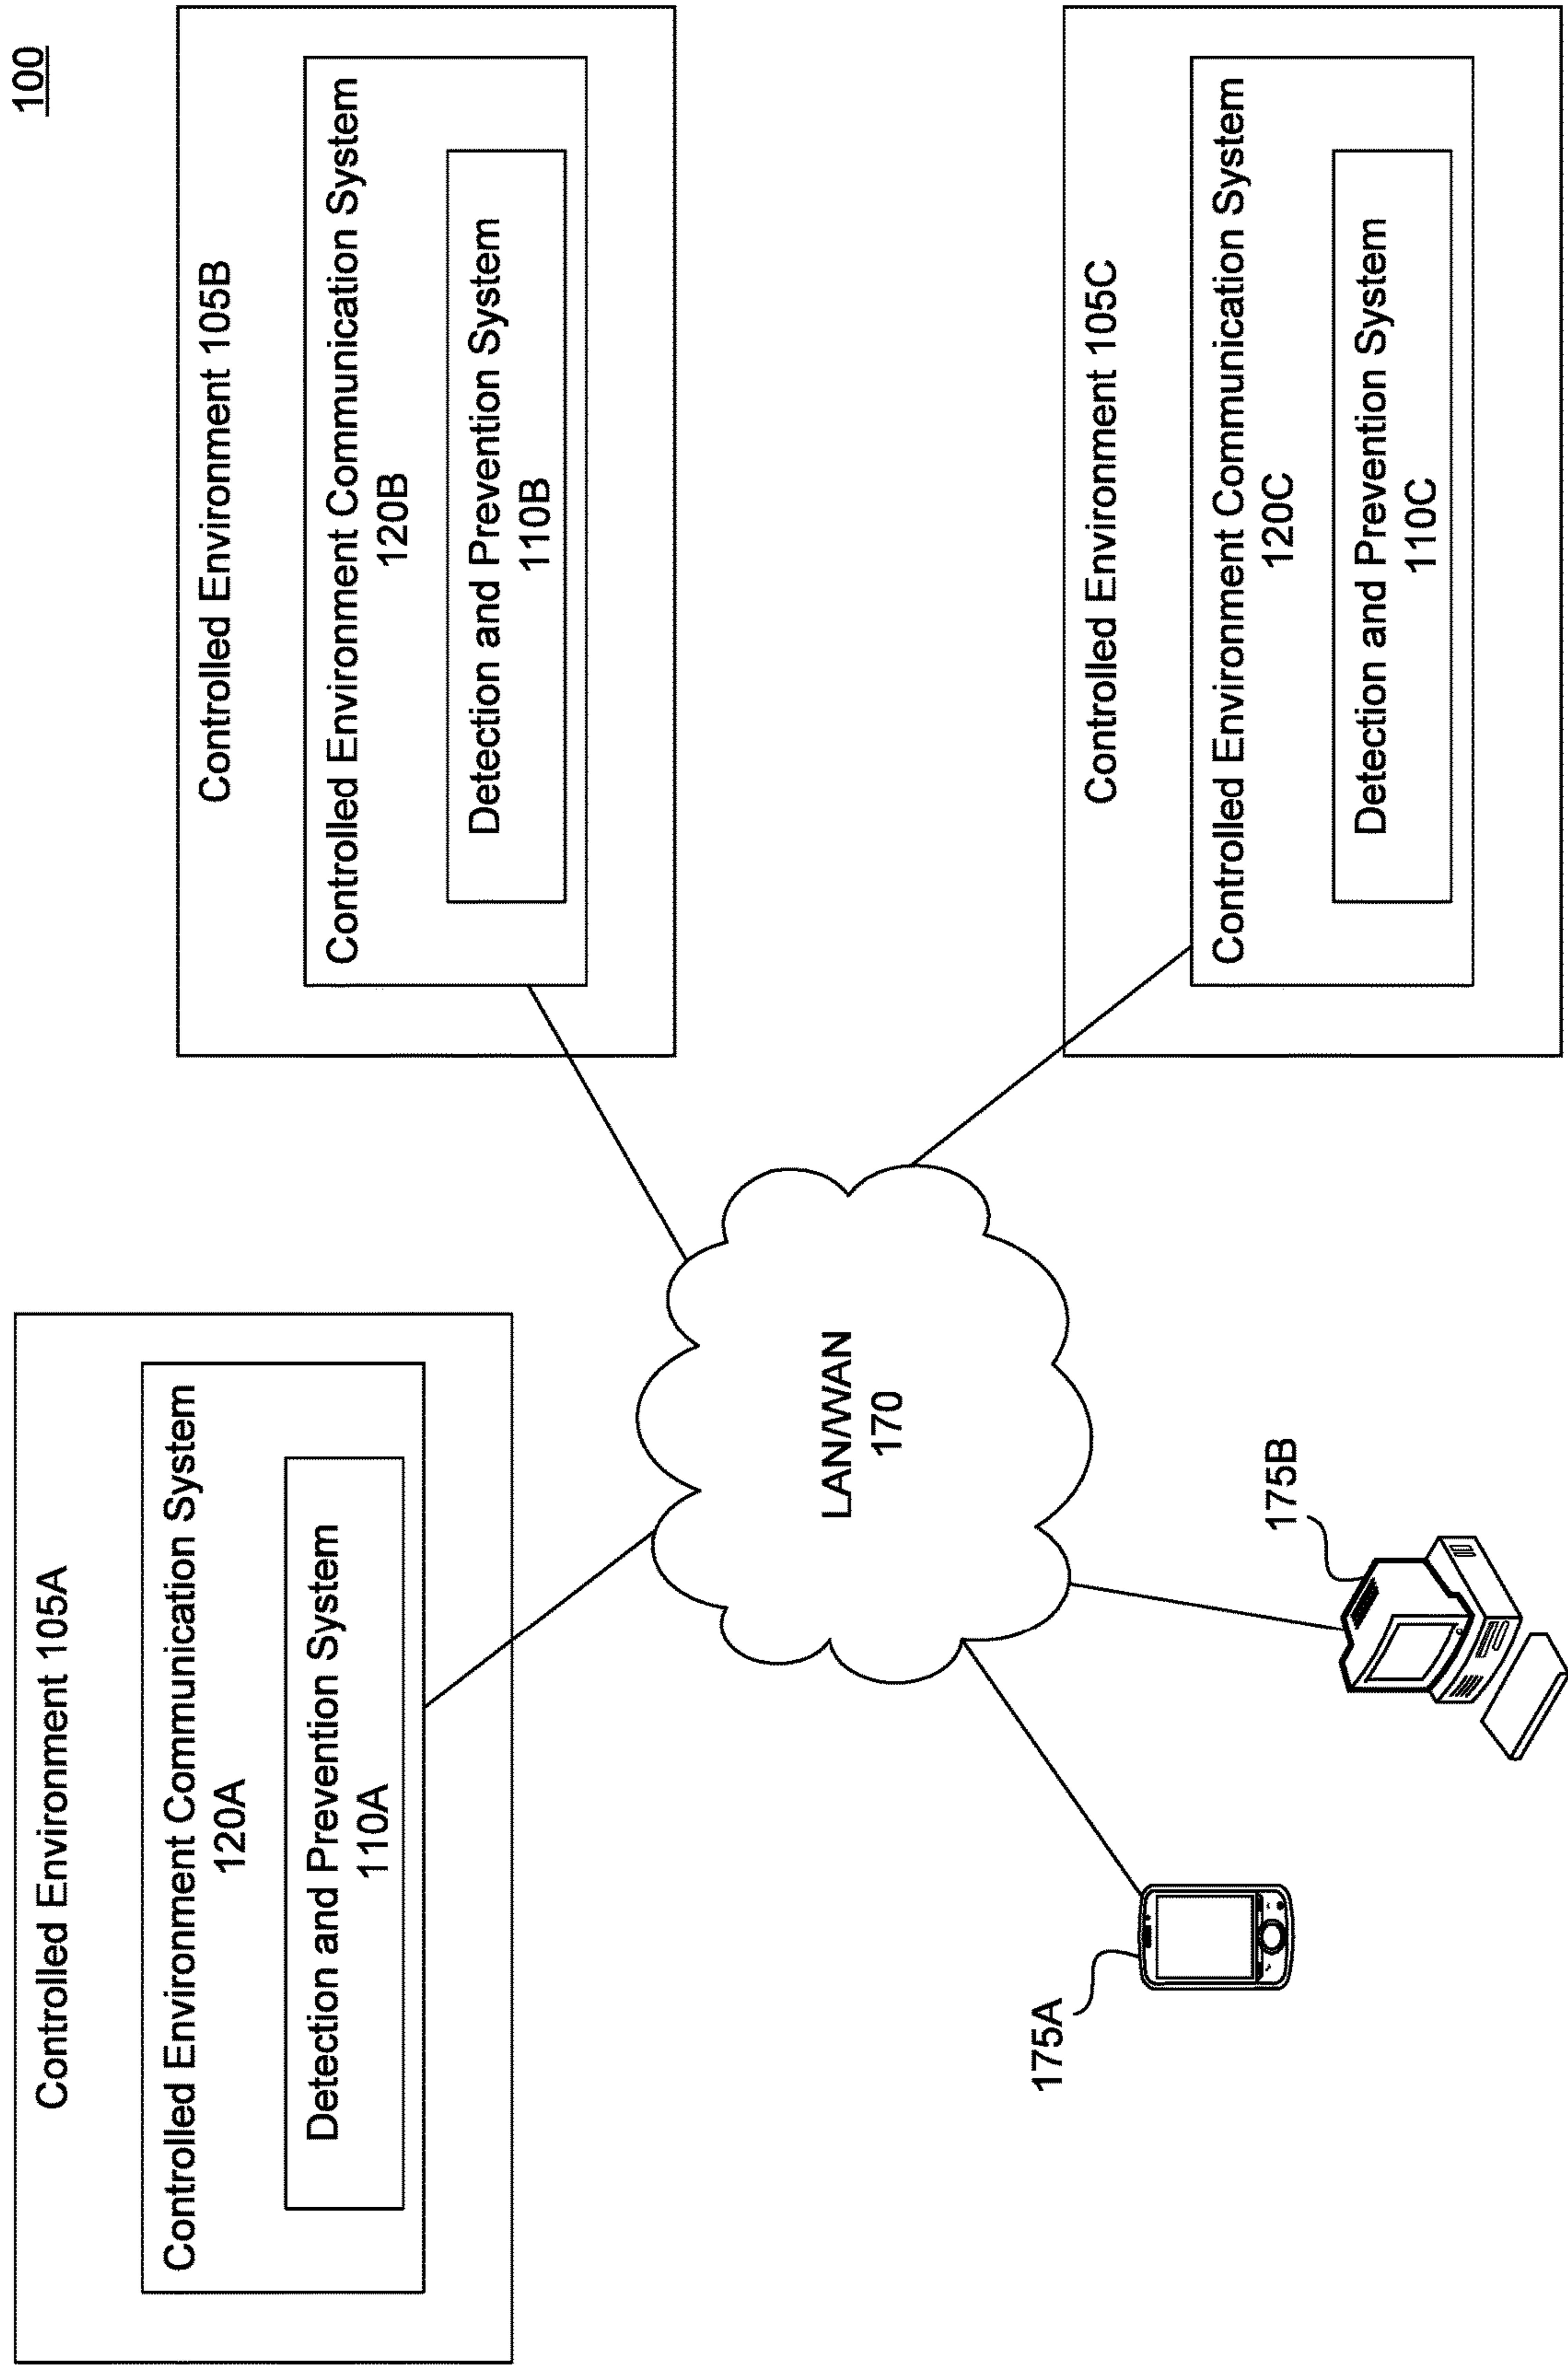 100
Controlled Environment 105A
Controlled Environment Communication System
120A
Detection and Prevention System
110A
Controlled Environment 105B
Controlled Environment Communication System
120B
Detection and Prevention System
110B
LAN/WAN
170
175A
175B
Controlled Environment 105C
Controlled Environment Communication System
120C
Detection and Prevention System
110C